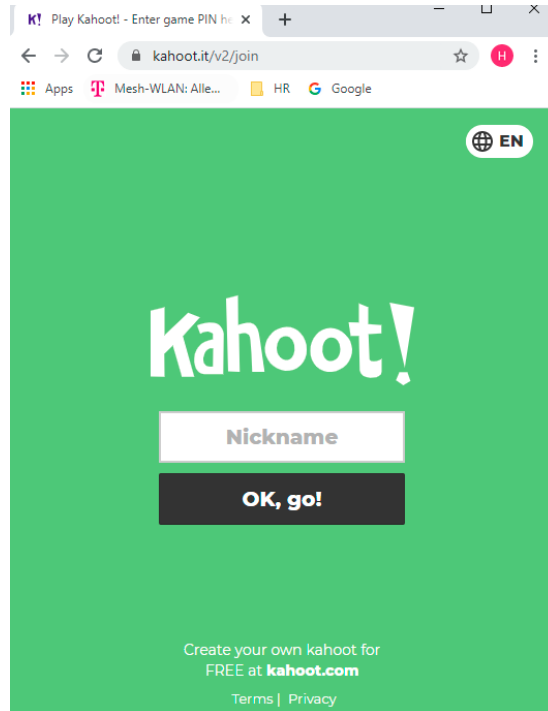 K! Play Kahoot! - Enter game PIN he
kahoot.it/v2/join
H
Apps
Mesh-WLAN: Alle...
HR
G Google
EN
Kahoot!
Nickname
OK, go!
Create your own kahoot for
FREE at kahoot.com
Terms | Privacy